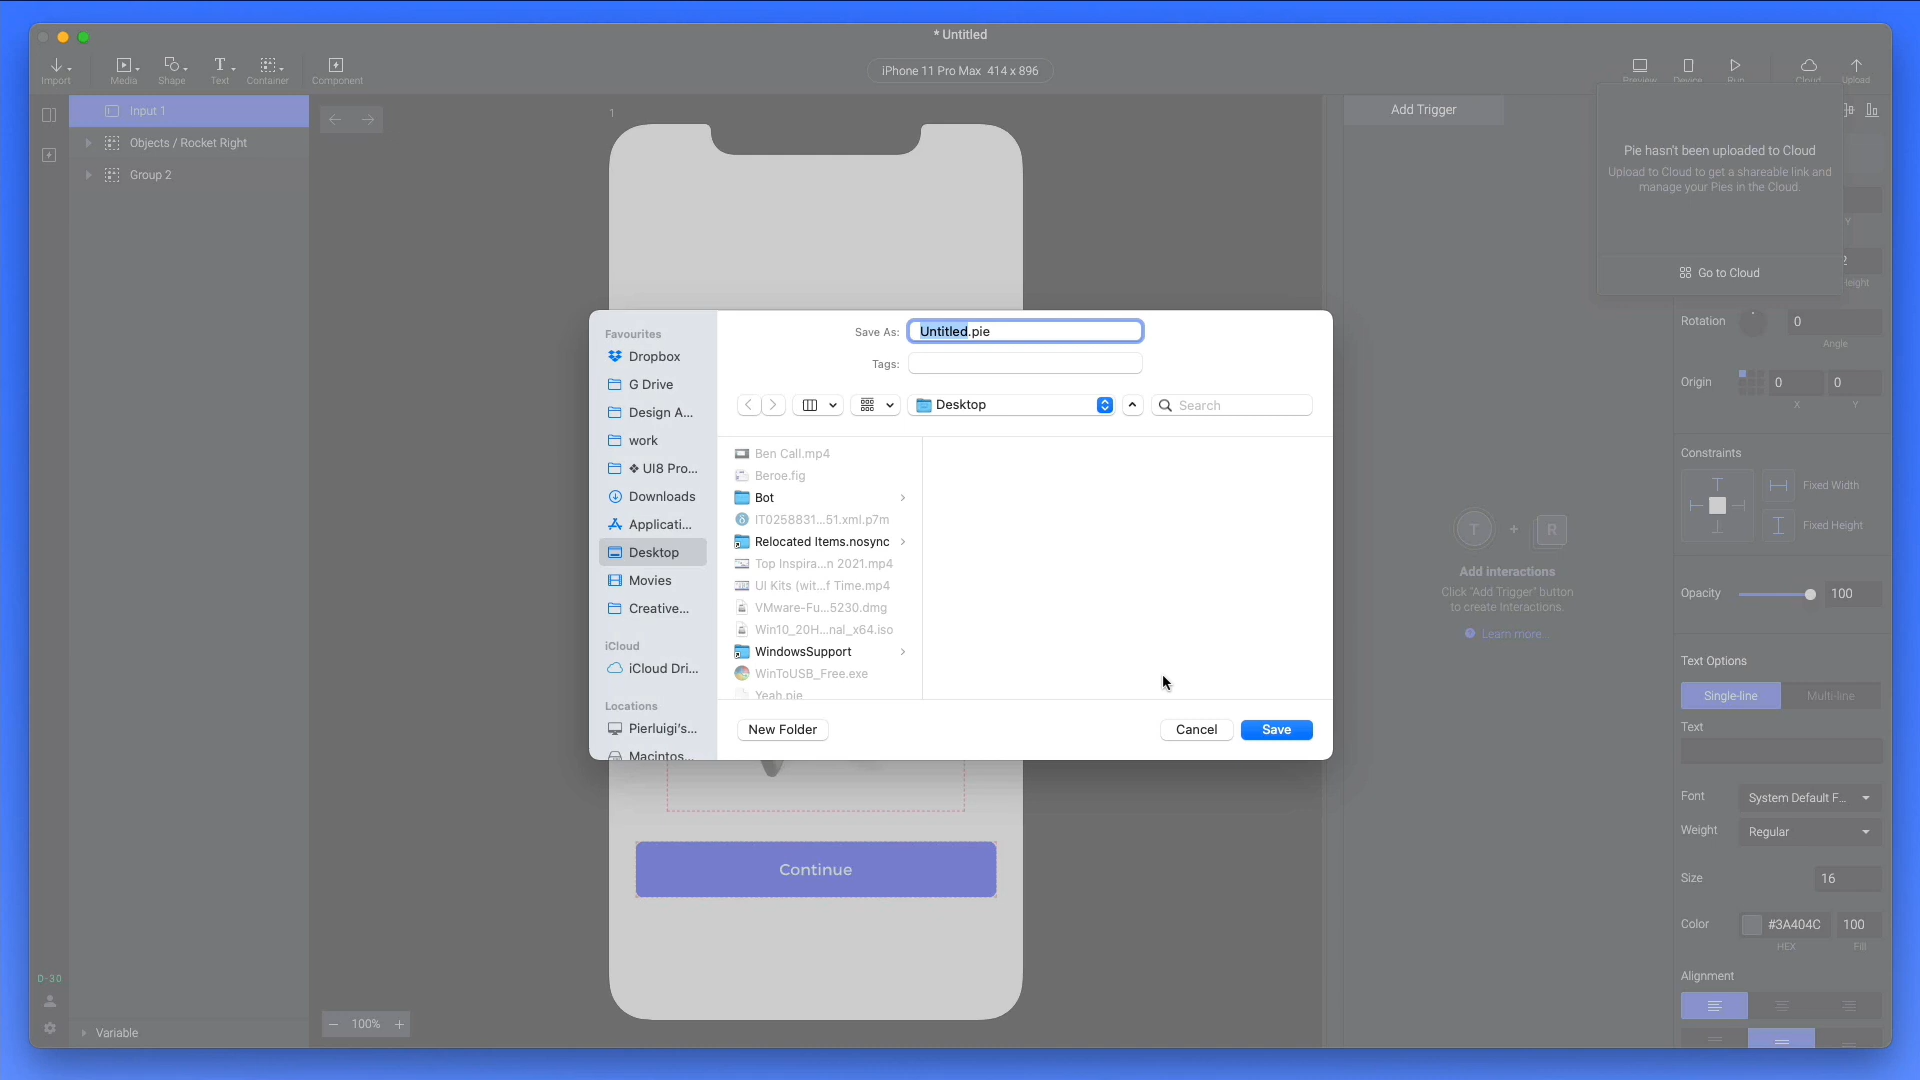 * Untitled
Import
Media
Shape
Text
Container
Component
iPhone 11 Pro Max 414 x 896
Preview
Device
Run
Cloud
Upload
Input 1
Objects / Rocket Right
Group 2
1
Add Trigger
Pie hasn't been uploaded to Cloud
Upload to Cloud to get a shareable link and
manage your Pies in the Cloud.
Go to Cloud
Y
2
Height
Favourites
Dropbox
G Drive
Design A...
work
❖ UI8 Pro...
Downloads
Applicati...
Desktop
Movies
Creative...
iCloud
iCloud Dri...
Locations
Pierluigi's...
Macintos...
Save As:
Untitled.pie
Tags:
Desktop
Search
Ben Call.mp4
Beroe.fig
Bot
IT0258831...51.xml.p7m
Relocated Items.nosync
Top Inspira...n 2021.mp4
UI Kits (wit...f Time.mp4
VMware-Fu...5230.dmg
Win10_20H...nal_x64.iso
WindowsSupport
WinToUSB_Free.exe
Yeah.pie
New Folder
Cancel
Save
Continue
T + R
Add interactions
Click "Add Trigger" button
to create Interactions.
Learn more...
Rotation
0
Angle
Origin
0
0
X
Y
Constraints
Fixed Width
Fixed Height
Opacity
100
Text Options
Single-line
Multi-line
Text
Font
System Default F...
Weight
Regular
Size
16
Color
#3A404C
100
HEX
Fill
Alignment
D-30
Variable
100%